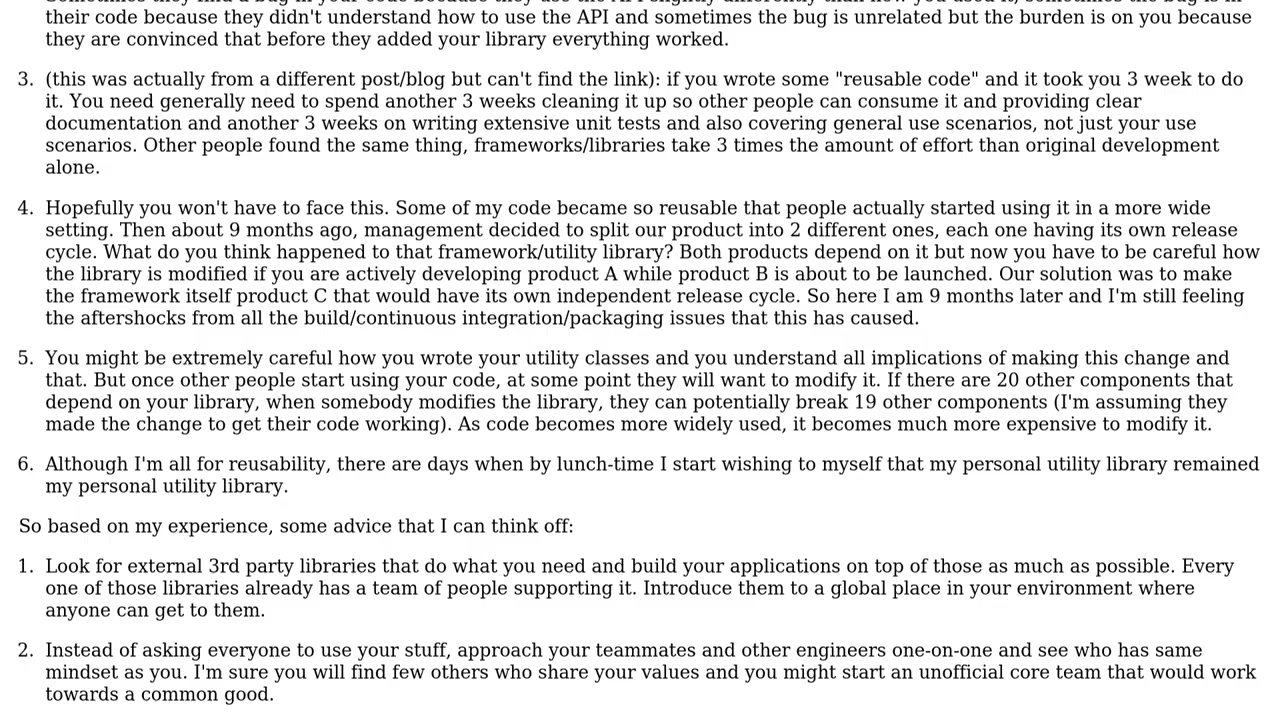 their code because they didn't understand how to use the API and sometimes the bug is unrelated but the burden is on you because
they are convinced that before they added your library everything worked.
3. (this was actually from a different post/blog but can't find the link): if you wrote some "reusable code" and it took you 3 week to do
it. You need generally need to spend another 3 weeks cleaning it up so other people can consume it and providing clear
documentation and another 3 weeks on writing extensive unit tests and also covering general use scenarios, not just your use
scenarios. Other people found the same thing, frameworks/libraries take 3 times the amount of effort than original development
alone.
4. Hopefully you won't have to face this. Some of my code became so reusable that people actually started using it in a more wide
setting. Then about 9 months ago, management decided to split our product into 2 different ones, each one having its own release
cycle. What do you think happened to that framework/utility library? Both products depend on it but now you have to be careful how
the library is modified if you are actively developing product A while product B is about to be launched. Our solution was to make
the framework itself product C that would have its own independent release cycle. So here I am 9 months later and I'm still feeling
the aftershocks from all the build/continuous integration/packaging issues that this has caused.
5. You might be extremely careful how you wrote your utility classes and you understand all implications of making this change and
that. But once other people start using your code, at some point they will want to modify it. If there are 20 other components that
depend on your library, when somebody modifies the library, they can potentially break 19 other components (I'm assuming they
made the change to get their code working). As code becomes more widely used, it becomes much more expensive to modify it.
6. Although I'm all for reusability, there are days when by lunch-time I start wishing to myself that my personal utility library remained
my personal utility library.
So based on my experience, some advice that I can think off:
1. Look for external 3rd party libraries that do what you need and build your applications on top of those as much as possible. Every
one of those libraries already has a team of people supporting it. Introduce them to a global place in your environment where
anyone can get to them.
2. Instead of asking everyone to use your stuff, approach your teammates and other engineers one-on-one and see who has same
mindset as you. I'm sure you will find few others who share your values and you might start an unofficial core team that would work
towards a common good.